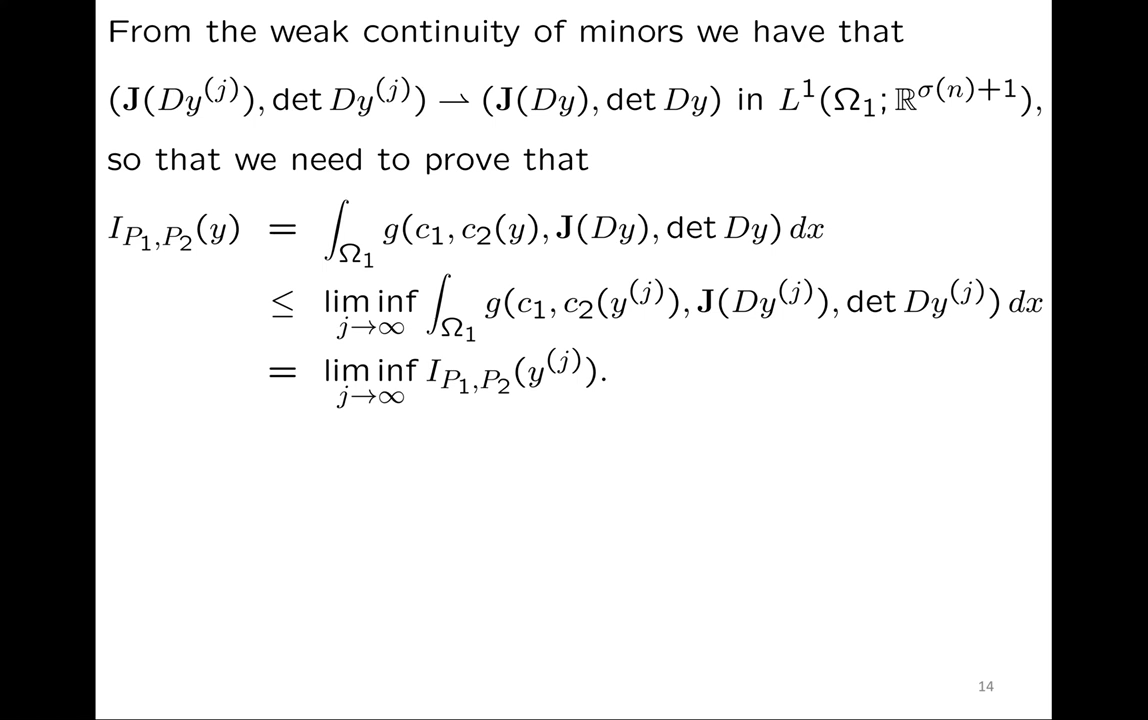 From the weak continuity of minors we have that
(J(Dy^(j)), det Dy^(j)) ⇀ (J(Dy), det Dy) in L^1(Ω_1; ℝ^{σ(n)+1}),
so that we need to prove that
I_{P_1,P_2}(y) = ∫_{Ω_1} g(c_1, c_2(y), J(Dy), det Dy) dx
≤ lim inf_{j→∞} ∫_{Ω_1} g(c_1, c_2(y^(j)), J(Dy^(j)), det Dy^(j)) dx
= lim inf_{j→∞} I_{P_1,P_2}(y^(j)).
14